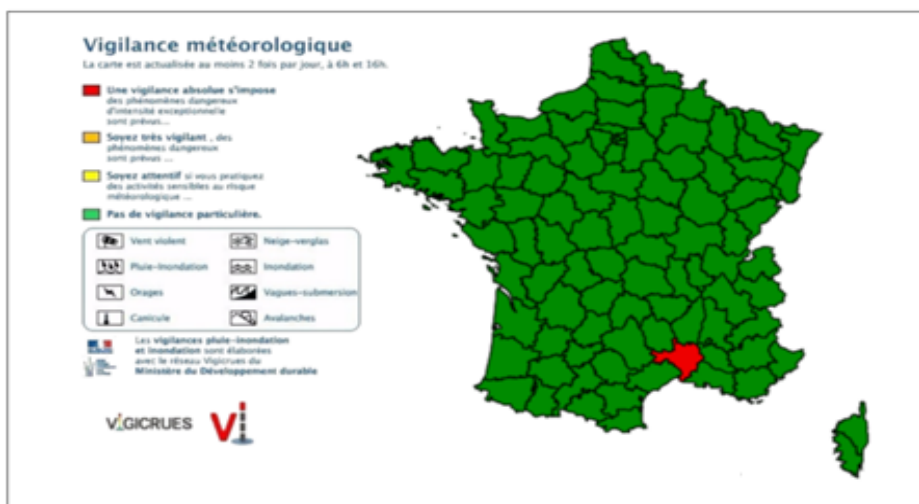 Vigilance météorologique
La carte est actualisée au moins 2 fois par jour, à 6h et 16h.
Une vigilance absolue s'impose
des phénomènes dangereux
d'intensité exceptionnelle
sont prévus...
Soyez très vigilant , des
phénomènes dangereux
sont prévus ...
Soyez attentif si vous pratiquez
des activités sensibles au risque
météorologique ...
Pas de vigilance particulière.
Vent violent
Neige-verglas
Pluie-Inondation
Inondation
Orages
Vagues-submersion
Canicule
Avalanches
Les vigilances pluie-inondation
et inondation sont élaborées
avec le réseau Vigicrues du
Ministère du Développement durable
VIGICRUES
Vi